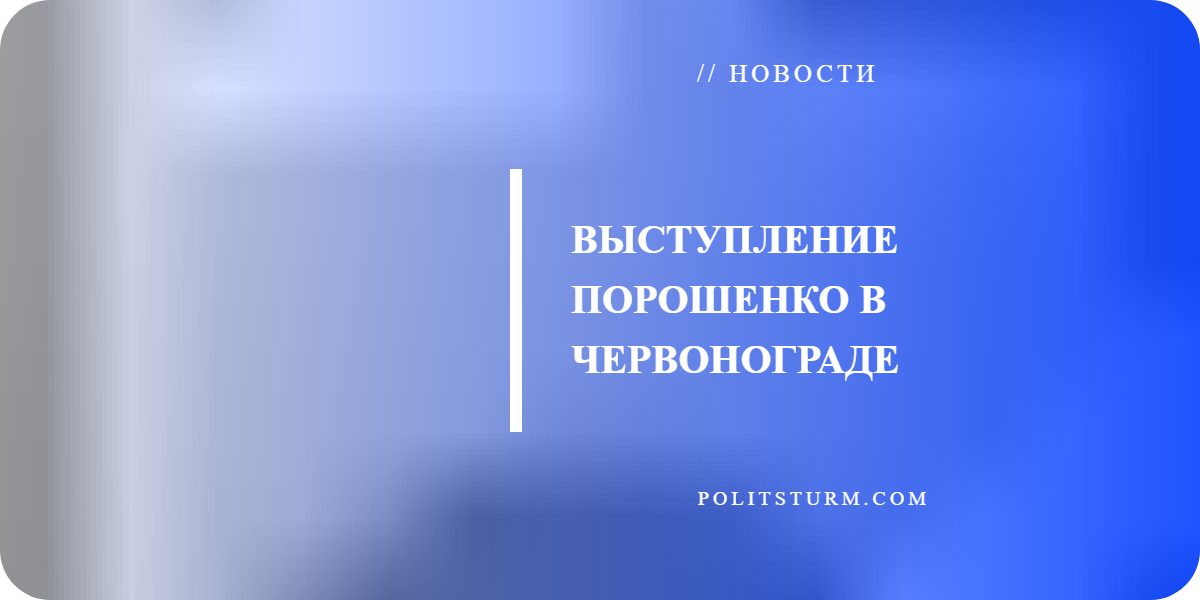 // НОВОСТИ
ВЫСТУПЛЕНИЕ
ПОРОШЕНКО В
ЧЕРВОНОГРАДЕ
POLITSTURM.COM